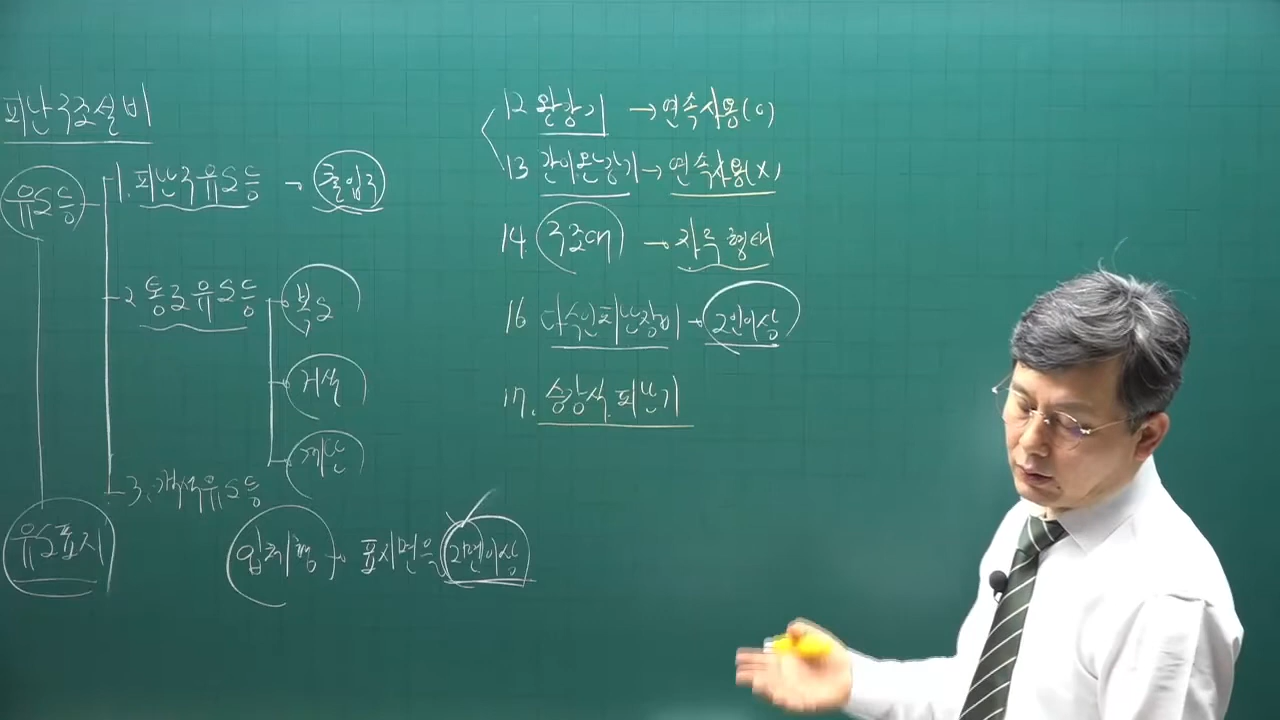 피난구조설비
유도등
1. 피난구유도등 → 출입구
2 통로유도등
복도
거실
계단
3. 객석유도등
유도표지
입체형 → 표시면을 2면이상
12 완강기 → 연속사용(O)
13 간이완강기 → 연속사용(X)
14 구조대 → 자루형태
16 다수인피난장비 → 2인이상
17. 승강식 피난기